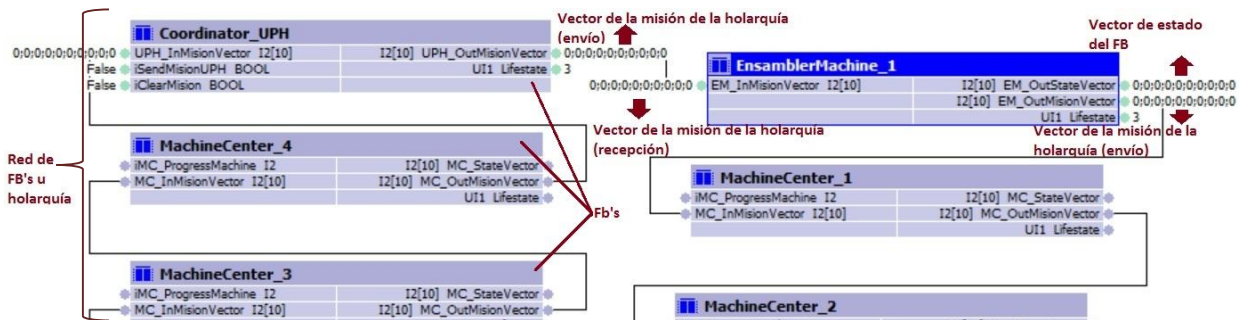 Coordinator_UPH
0;0;0;0;0;0;0;0;0;0 UPH_InMisionVector I2[10] I2[10] UPH_OutMisionVector 0;0;0;0;0;0;0;0;0;0
False iSendMisionUPH BOOL UI1 Lifestate 3
False iClearMision BOOL
Vector de la misión de la holarquía
(envío)
Vector de estado
del FB
EnsamblerMachine_1
0;0;0;0;0;0;0;0;0;0 EM_InMisionVector I2[10] I2[10] EM_OutStateVector 0;0;0;0;0;0;0;0;0;0
I2[10] EM_OutMisionVector 0;0;0;0;0;0;0;0;0;0
UI1 Lifestate 3
Vector de la misión de la holarquía
(recepción)
Vector de la misión de la
holarquía (envío)
Red de
FB's u
holarquía
MachineCenter_4
iMC_ProgressMachine I2 I2[10] MC_StateVector
MC_InMisionVector I2[10] I2[10] MC_OutMisionVector
UI1 Lifestate
Fb's
MachineCenter_1
iMC_ProgressMachine I2 I2[10] MC_StateVector
MC_InMisionVector I2[10] I2[10] MC_OutMisionVector
UI1 Lifestate
MachineCenter_3
iMC_ProgressMachine I2 I2[10] MC_StateVector
MC_InMisionVector I2[10] I2[10] MC_OutMisionVector
MachineCenter_2